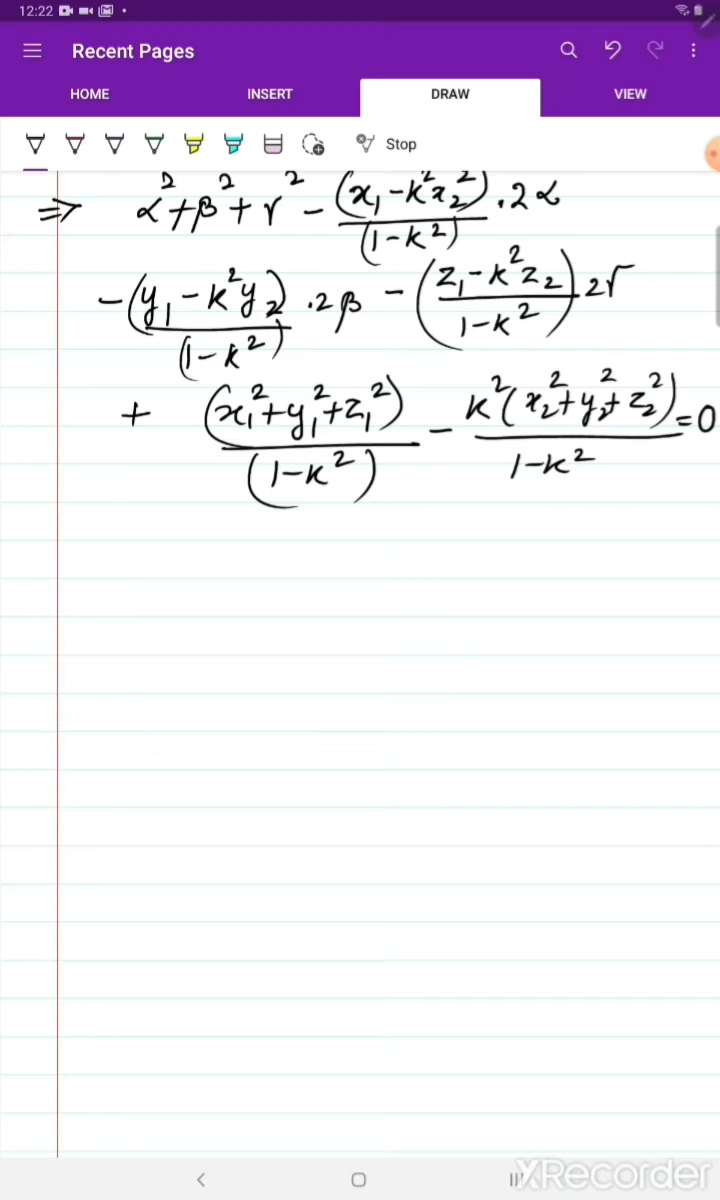 12:22
Recent Pages
HOME INSERT DRAW VIEW
Stop
⇒ α² + β² + γ² - (x₁ - k²x₂²)/(1-k²) . 2α
- (y₁ - k²y₂)/(1-k²) . 2β - (z₁ - k²z₂ / 1-k²) 2γ
+ (x₁² + y₁² + z₁²)/(1-k²) - k²(x₂² + y₂² + z₂²)/1-k² = 0
XRecorder